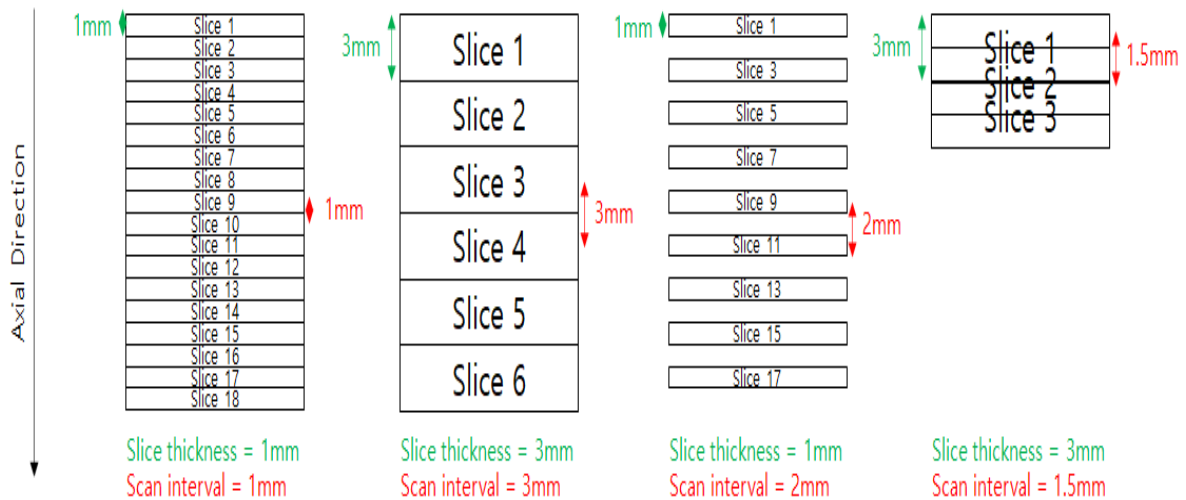 Axial Direction
1mm
Slice 1
Slice 2
Slice 3
Slice 4
Slice 5
Slice 6
Slice 7
Slice 8
Slice 9
Slice 10
Slice 11
Slice 12
Slice 13
Slice 14
Slice 15
Slice 16
Slice 17
Slice 18
1mm
Slice thickness = 1mm
Scan interval = 1mm
3mm
Slice 1
Slice 2
Slice 3
Slice 4
Slice 5
Slice 6
3mm
Slice thickness = 3mm
Scan interval = 3mm
1mm
Slice 1
Slice 3
Slice 5
Slice 7
Slice 9
Slice 11
Slice 13
Slice 15
Slice 17
2mm
Slice thickness = 1mm
Scan interval = 2mm
3mm
Slice 1
Slice 2
Slice 3
1.5mm
Slice thickness = 3mm
Scan interval = 1.5mm